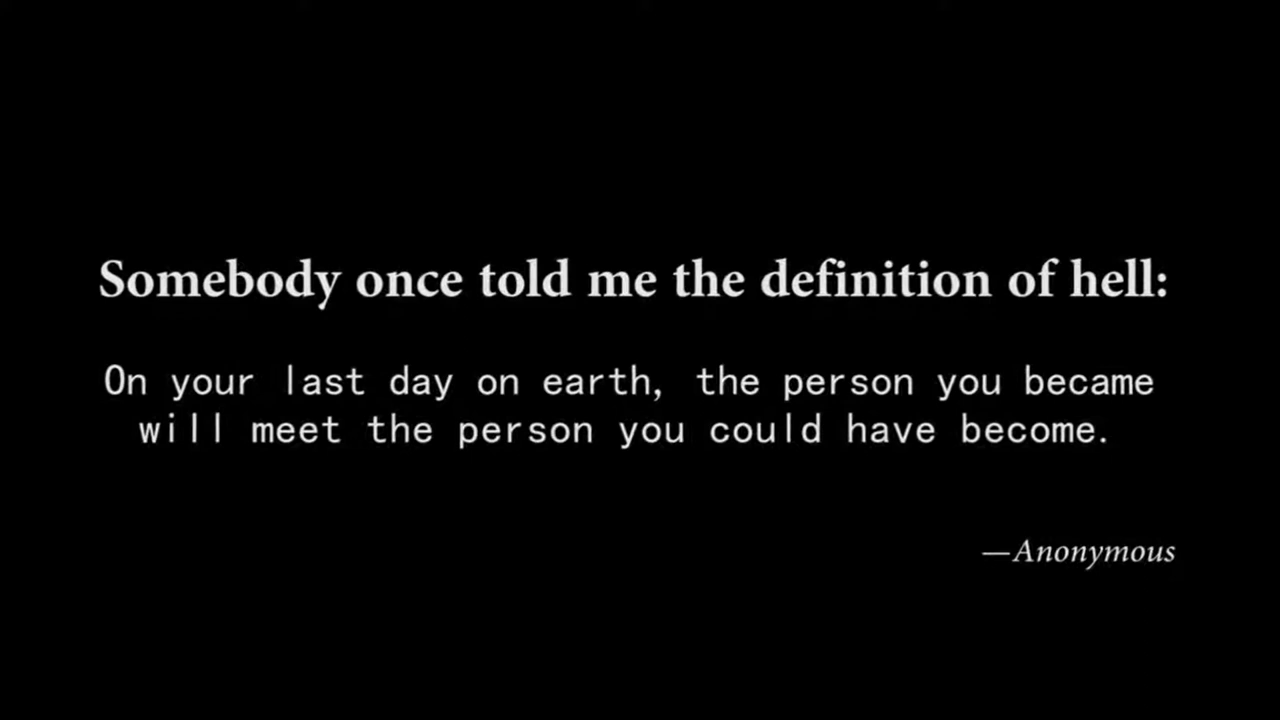 Somebody once told me the definition of hell:
On your last day on earth, the person you became
will meet the person you could have become.
—Anonymous